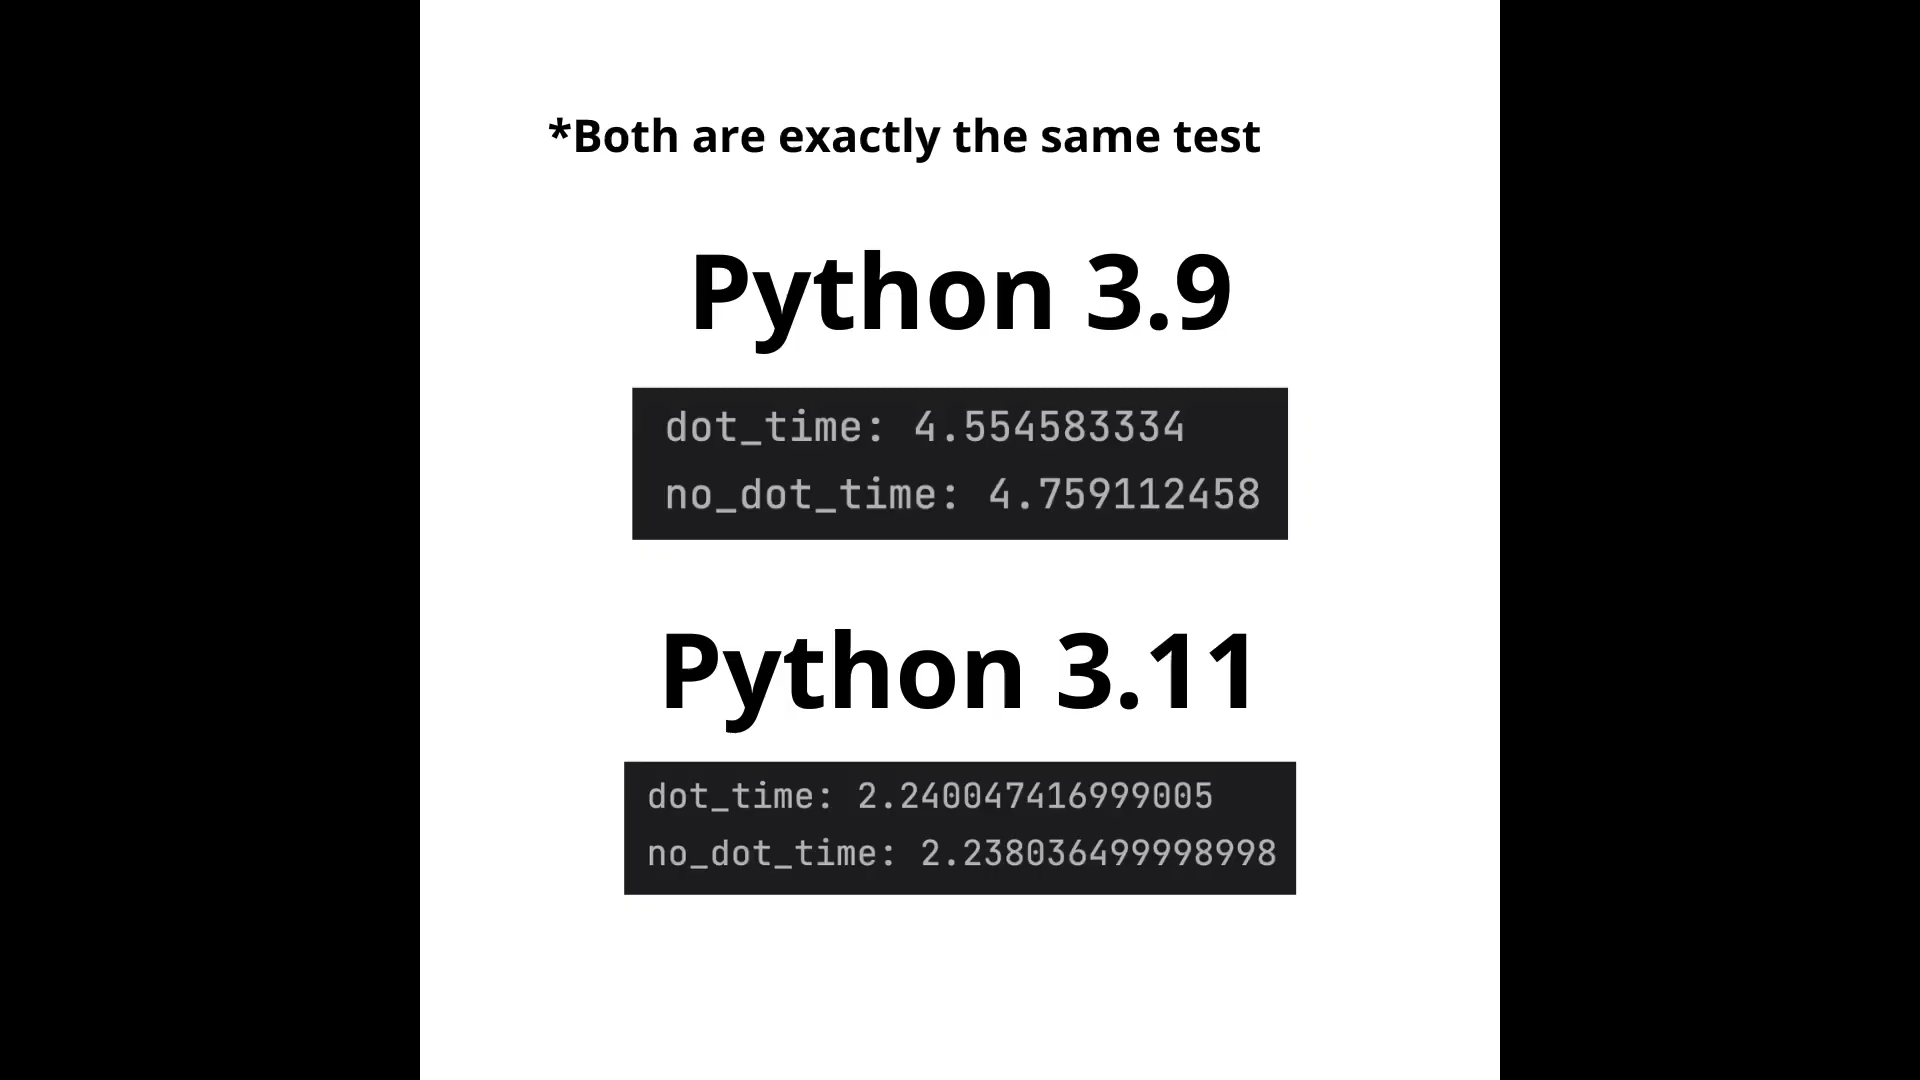 *Both are exactly the same test
Python 3.9
dot_time: 4.554583334
no_dot_time: 4.759112458
Python 3.11
dot_time: 2.240047416999005
no_dot_time: 2.238036499998998